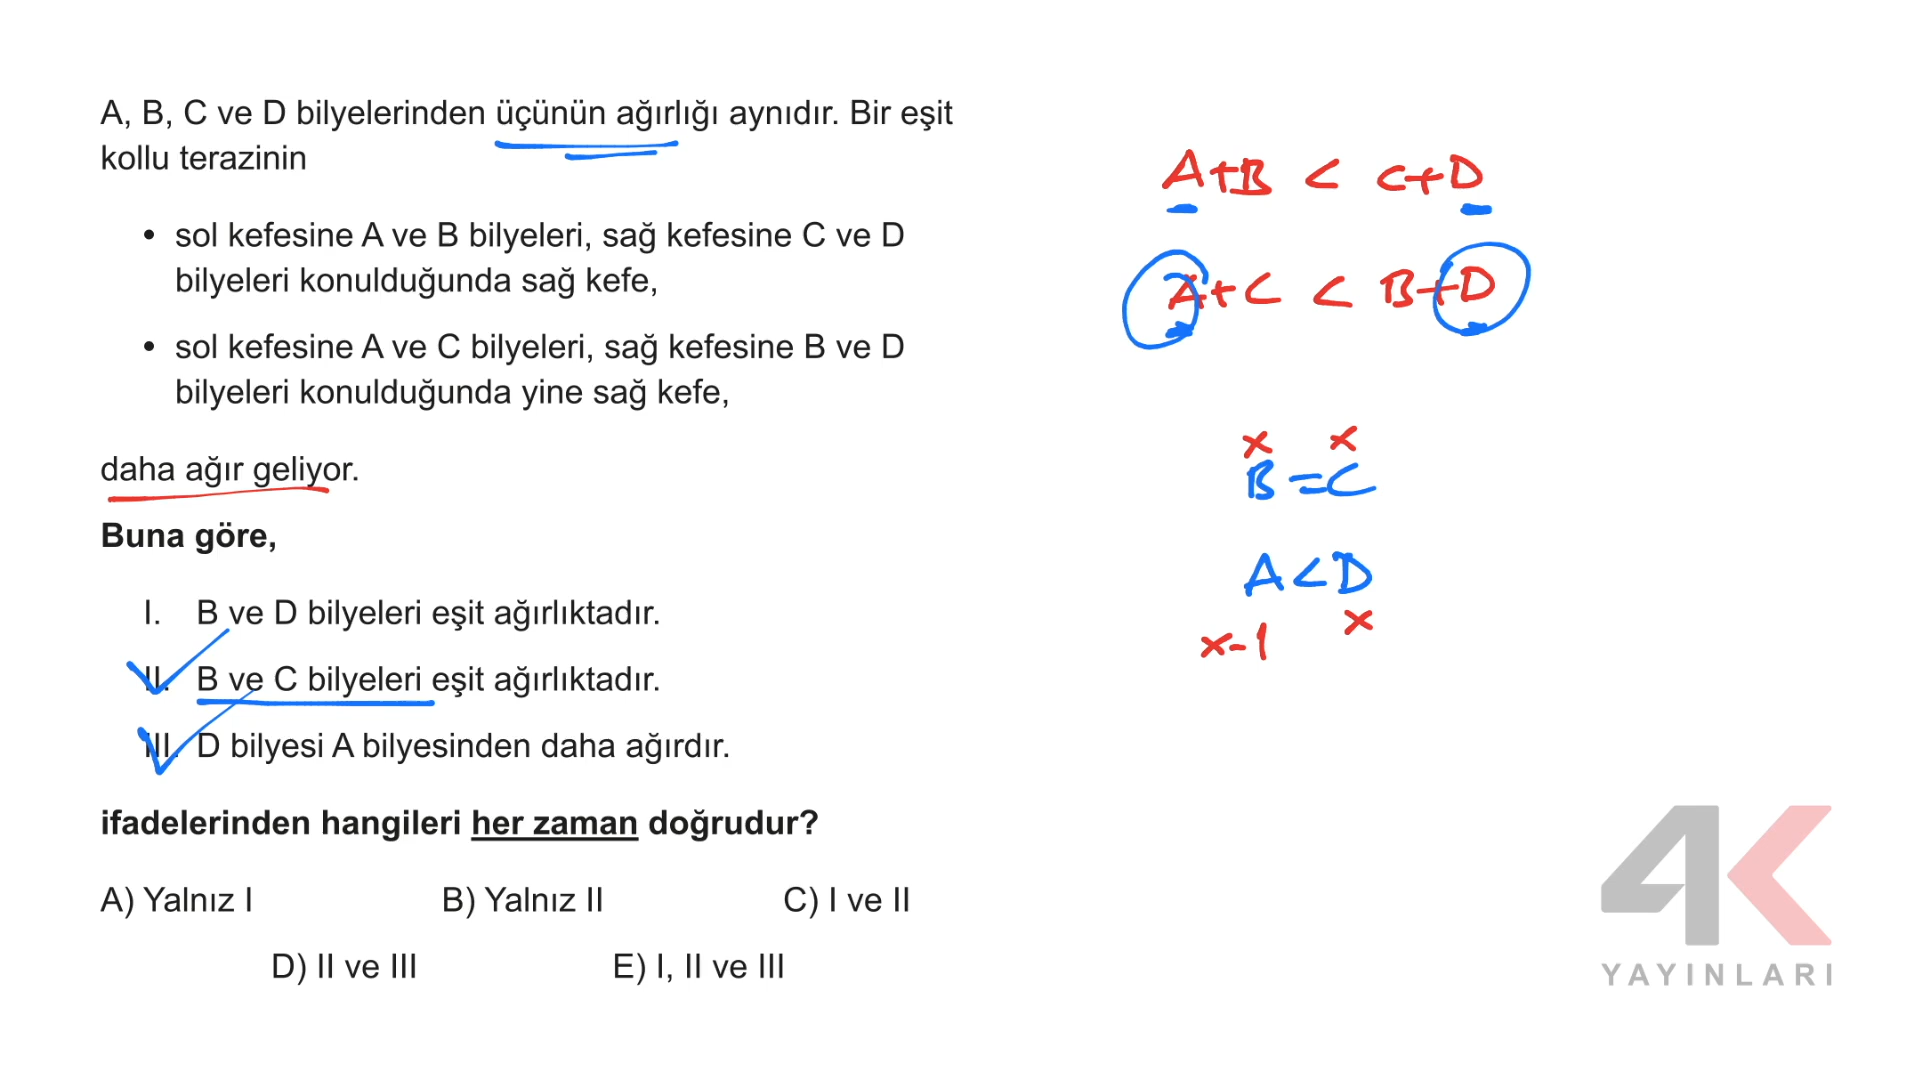 A, B, C ve D bilyelerinden üçünün ağırlığı aynıdır. Bir eşit
kollu terazinin
• sol kefesine A ve B bilyeleri, sağ kefesine C ve D
bilyeleri konulduğunda sağ kefe,
• sol kefesine A ve C bilyeleri, sağ kefesine B ve D
bilyeleri konulduğunda yine sağ kefe,
daha ağır geliyor.
Buna göre,
I. B ve D bilyeleri eşit ağırlıktadır.
II. B ve C bilyeleri eşit ağırlıktadır.
III. D bilyesi A bilyesinden daha ağırdır.
ifadelerinden hangileri her zaman doğrudur?
A) Yalnız I B) Yalnız II C) I ve II
D) II ve III E) I, II ve III
A+B < C+D
A+C < B+D
x x
B = C
A < D
x-1 x
4K
YAYINLARI